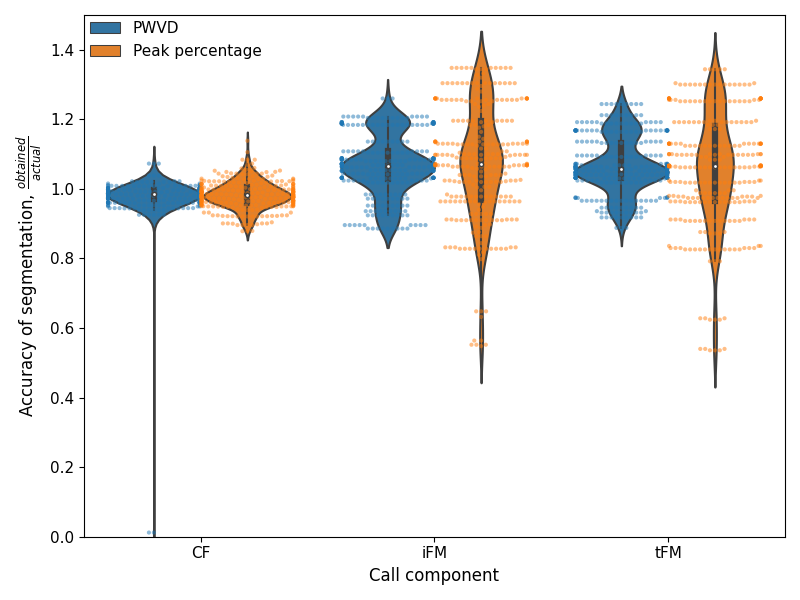 PWVD
Peak percentage
1.4
1.2
1.0
0.8
0.6
0.4
0.2
0.0
Accuracy of segmentation, obtained/actual
CF
iFM
tFM
Call component